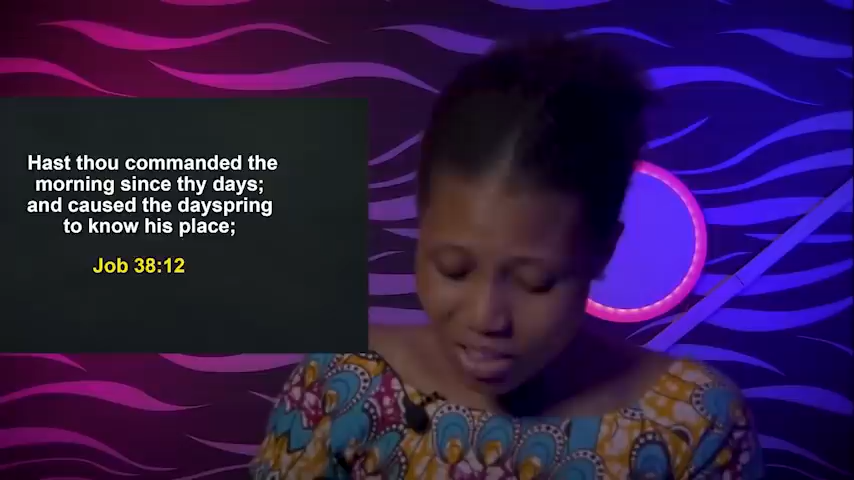 Hast thou commanded the
morning since thy days;
and caused the dayspring
to know his place;
Job 38:12